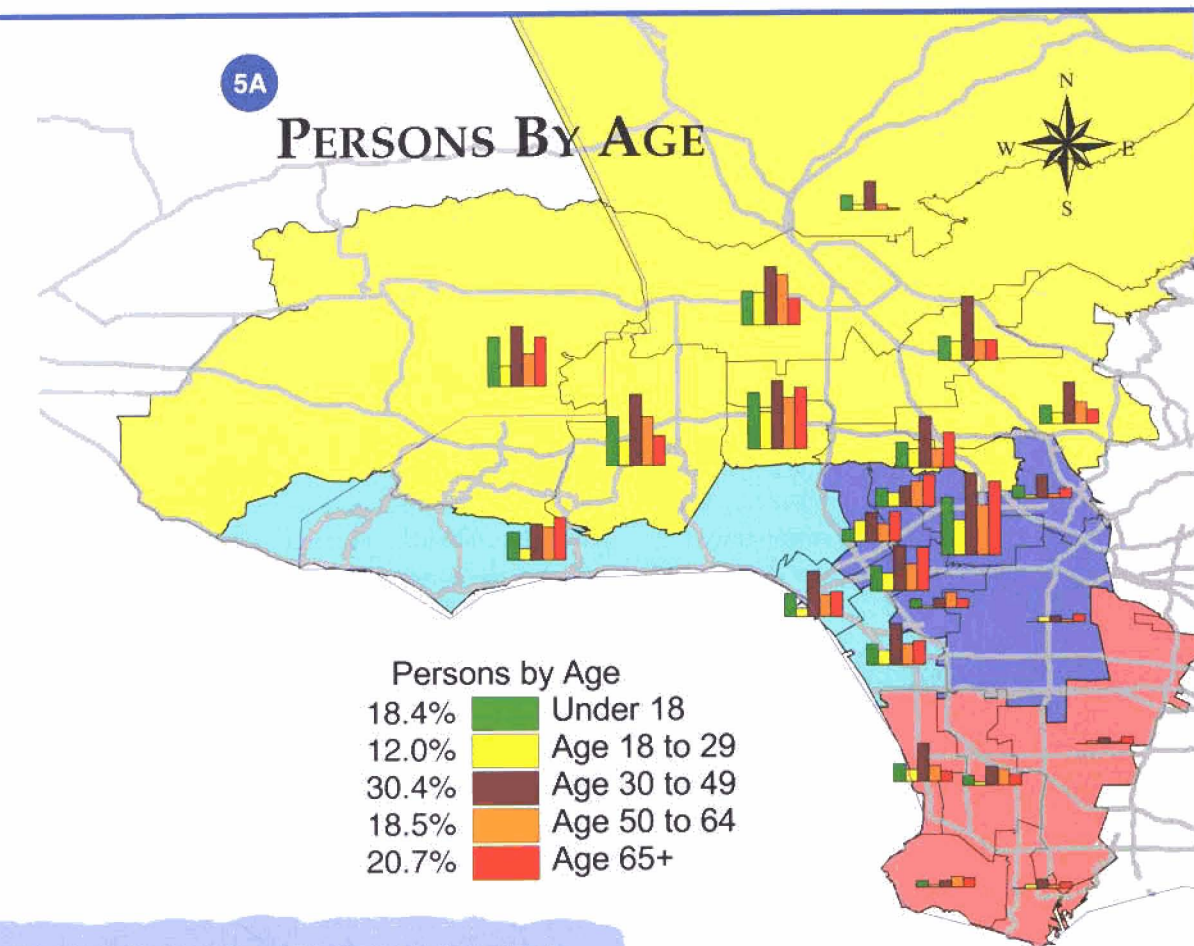 5A
PERSONS BY AGE
N
W E
S
Persons by Age
18.4% Under 18
12.0% Age 18 to 29
30.4% Age 30 to 49
18.5% Age 50 to 64
20.7% Age 65+